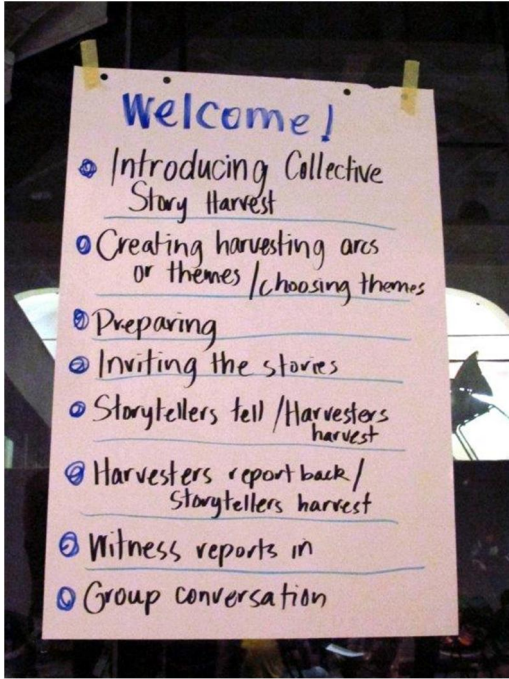 Welcome!
Introducing Collective
Story Harvest
Creating harvesting arcs
or themes / choosing themes
Preparing
Inviting the stories
Storytellers tell / Harvesters
harvest
Harvesters report back /
Storytellers harvest
Witness reports in
Group conversation